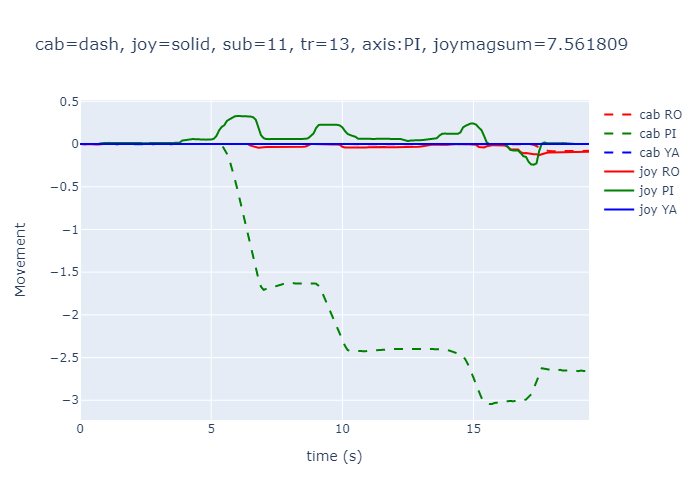 cab=dash, joy=solid, sub=11, tr=13, axis:PI, joymagsum=7.561809
0.5
0
−0.5
−1
−1.5
−2
−2.5
−3
Movement
0 5 10 15
time (s)
cab RO
cab PI
cab YA
joy RO
joy PI
joy YA